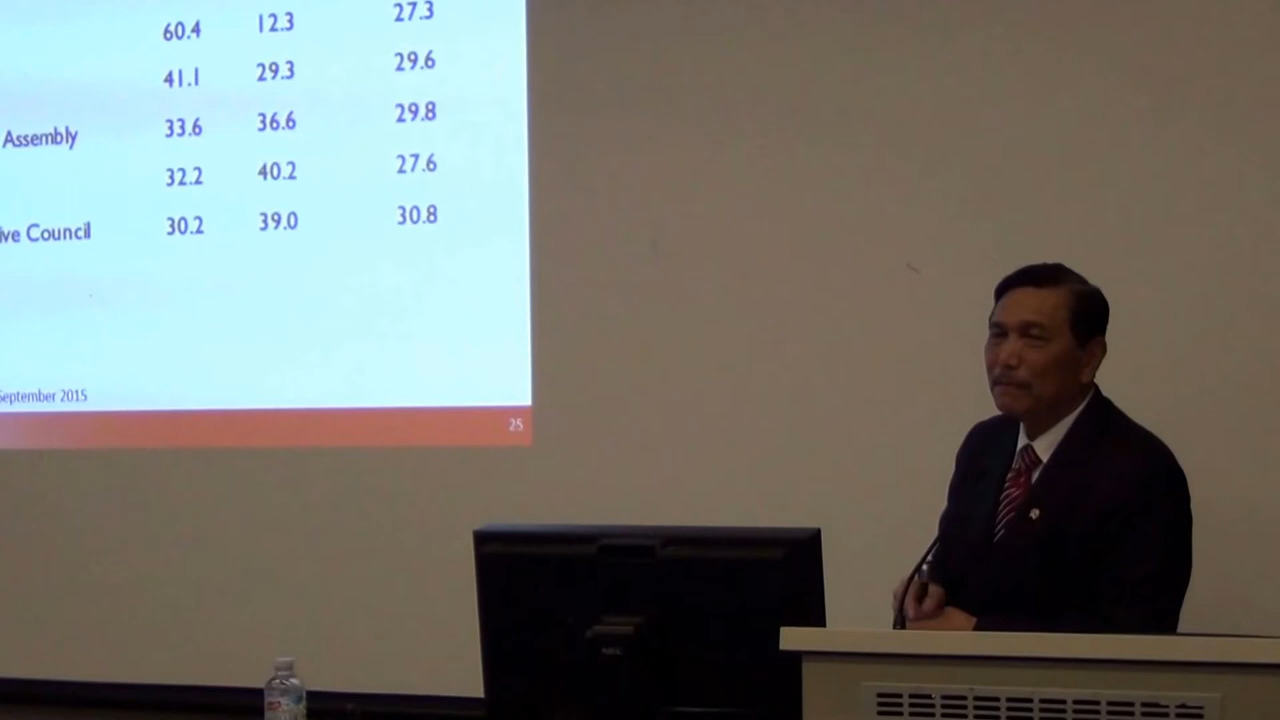 60.4 12.3 27.3
41.1 29.3 29.6
Assembly 33.6 36.6 29.8
32.2 40.2 27.6
ive Council 30.2 39.0 30.8
September 2015
25
NEC